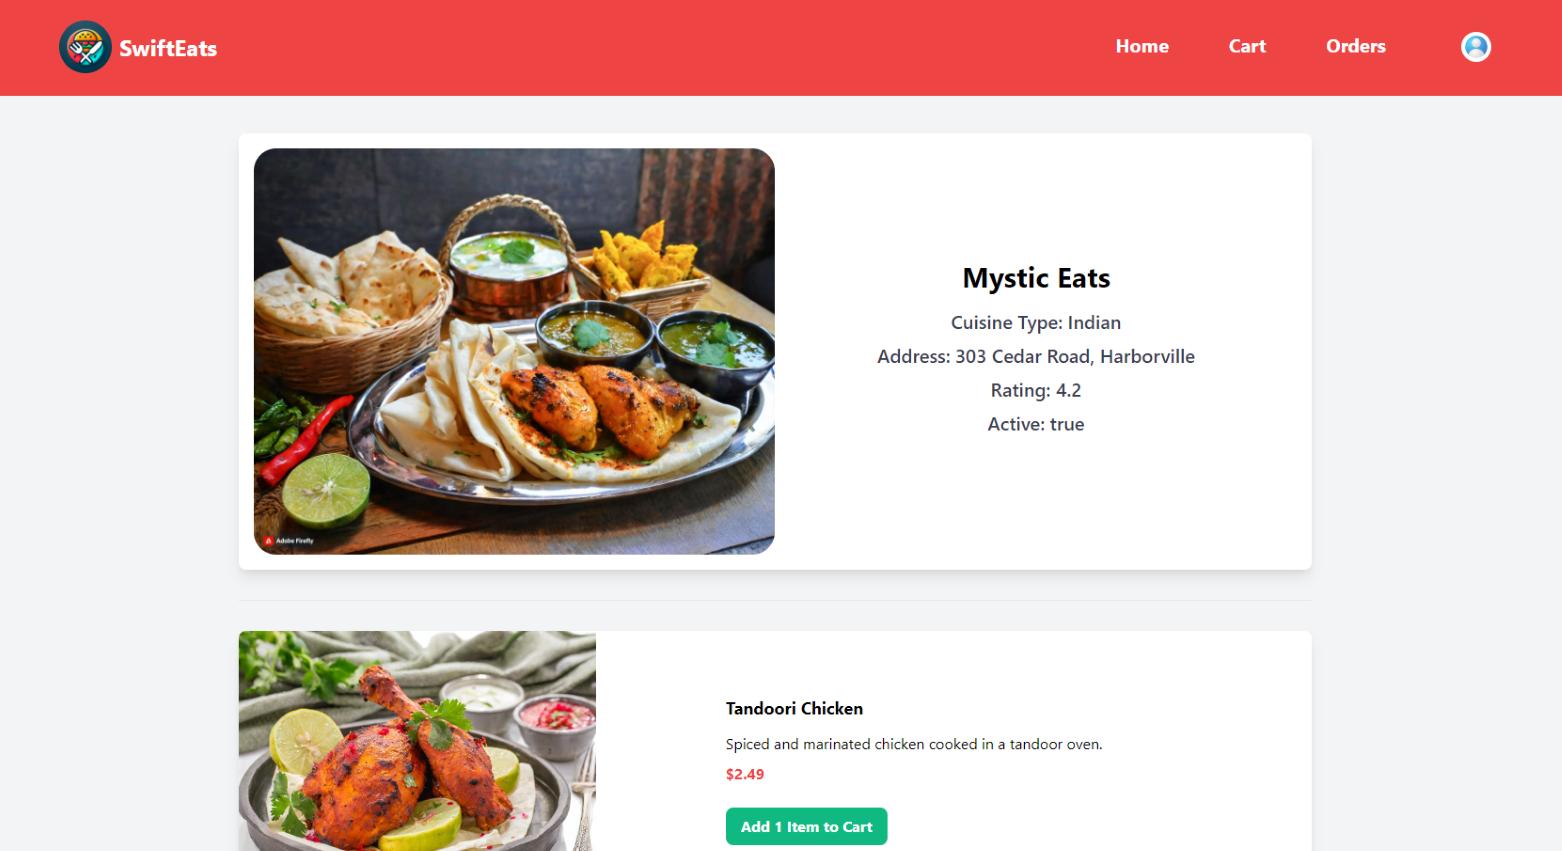 SwiftEats
Home
Cart
Orders
Mystic Eats
Cuisine Type: Indian
Address: 303 Cedar Road, Harborville
Rating: 4.2
Active: true
Adobe Firefly
Tandoori Chicken
Spiced and marinated chicken cooked in a tandoor oven.
$2.49
Add 1 Item to Cart